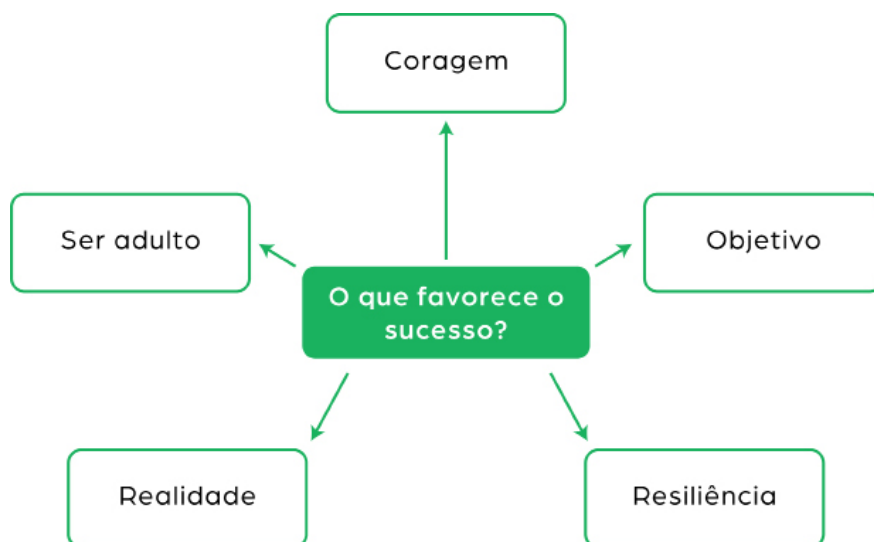 Coragem
Ser adulto
Objetivo
O que favorece o
sucesso?
Realidade
Resiliência